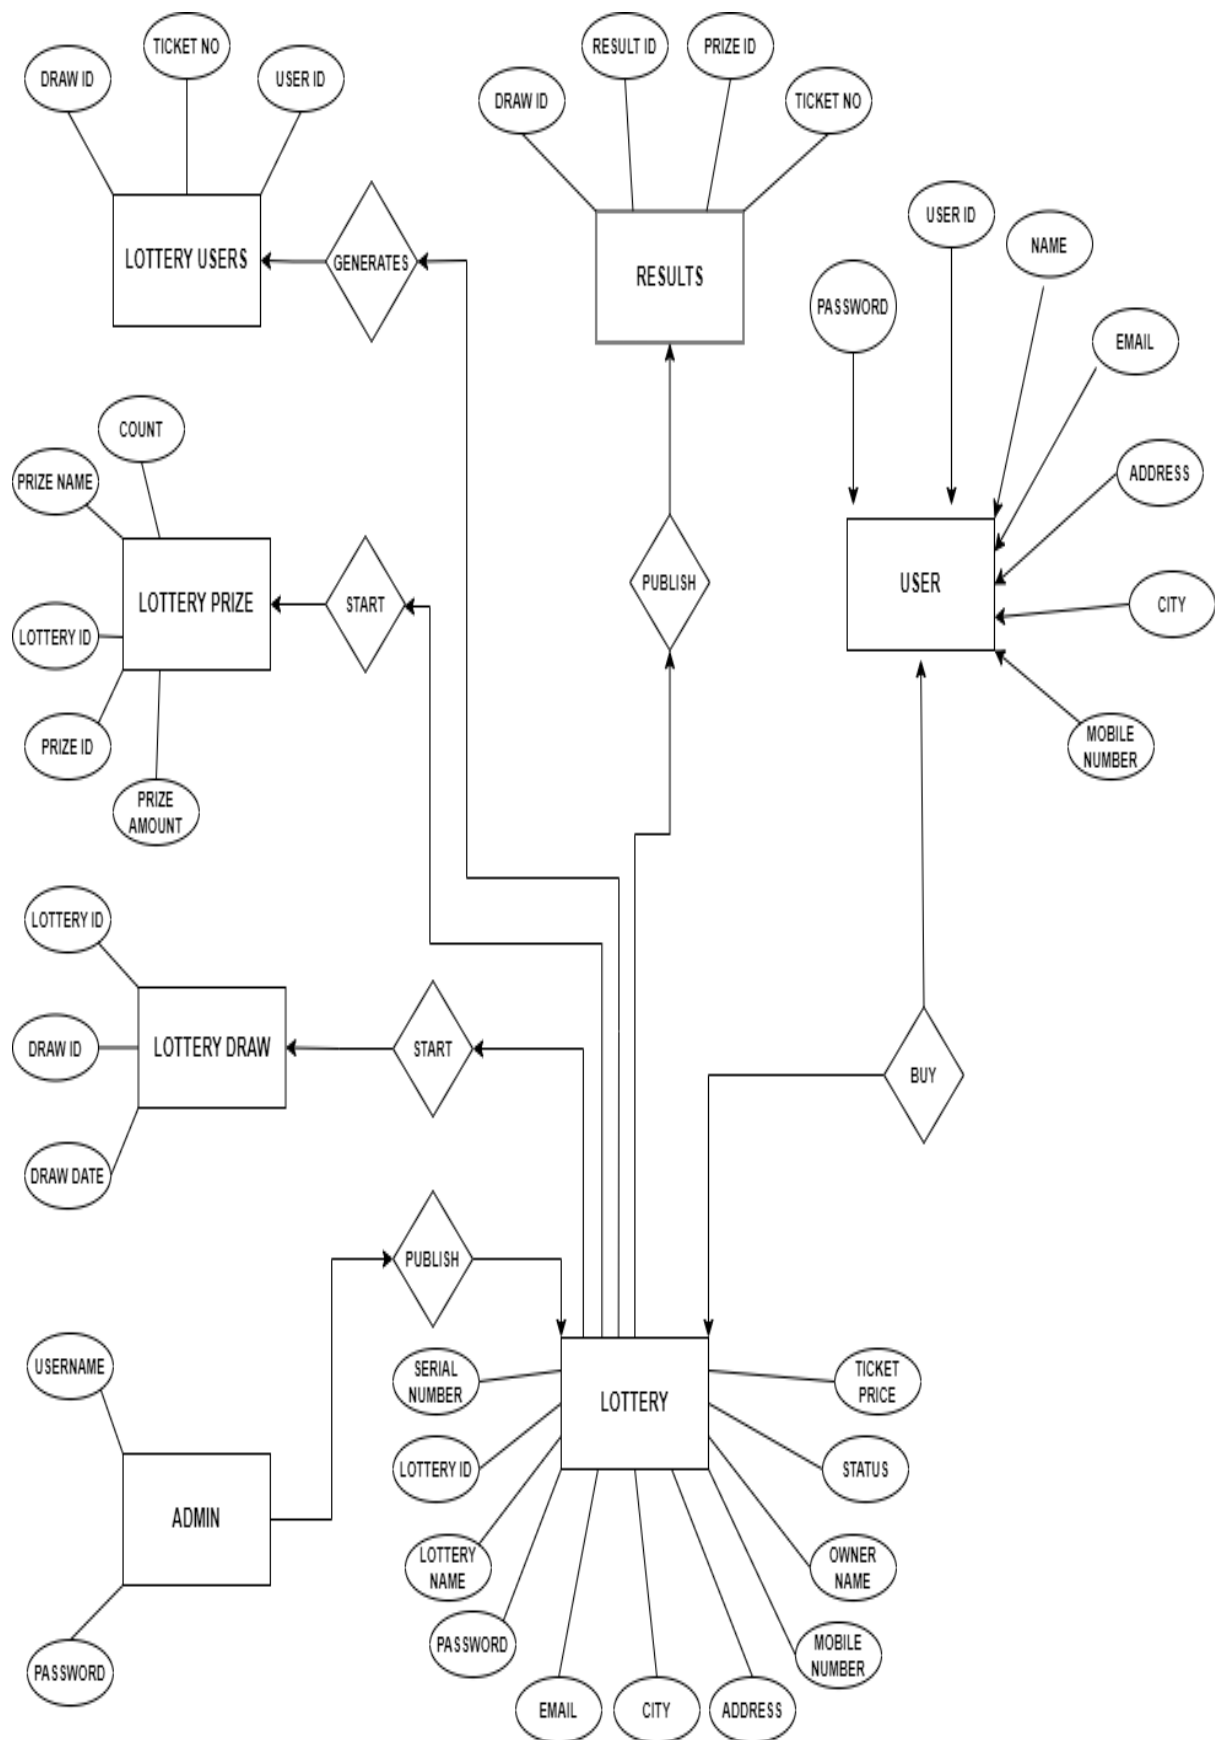 TICKET NO
DRAW ID
USER ID
LOTTERY USERS
GENERATES
RESULT ID
PRIZE ID
DRAW ID
TICKET NO
RESULTS
USER ID
NAME
PASSWORD
EMAIL
ADDRESS
USER
CITY
MOBILE
NUMBER
COUNT
PRIZE NAME
LOTTERY PRIZE
START
PUBLISH
LOTTERY ID
PRIZE ID
PRIZE
AMOUNT
LOTTERY ID
DRAW ID
LOTTERY DRAW
START
BUY
DRAW DATE
PUBLISH
USERNAME
ADMIN
PASSWORD
SERIAL
NUMBER
LOTTERY
TICKET
PRICE
LOTTERY ID
STATUS
LOTTERY
NAME
OWNER
NAME
PASSWORD
MOBILE
NUMBER
EMAIL
CITY
ADDRESS